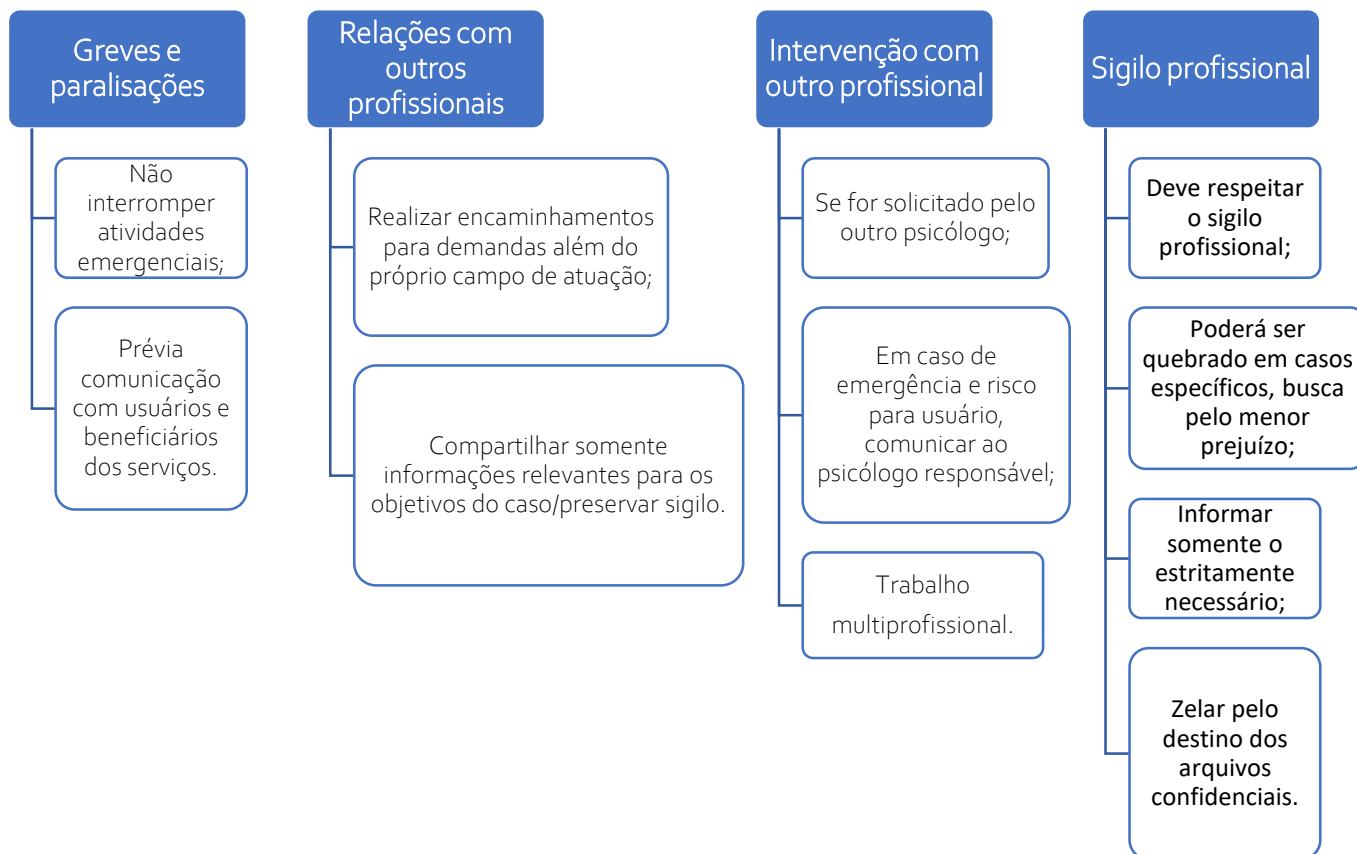 Greves e
paralisações
Não
interromper
atividades
emergenciais;
Prévia
comunicação
com usuários e
beneficiários
dos serviços.
Relações com
outros
profissionais
Realizar encaminhamentos
para demandas além do
próprio campo de atuação;
Compartilhar somente
informações relevantes para os
objetivos do caso/preservar sigilo.
Intervenção com
outro profissional
Se for solicitado pelo
outro psicólogo;
Em caso de
emergência e risco
para usuário,
comunicar ao
psicólogo responsável;
Trabalho
multiprofissional.
Sigilo profissional
Deve respeitar
o sigilo
profissional;
Poderá ser
quebrado em casos
específicos, busca
pelo menor
prejuízo;
Informar
somente o
estritamente
necessário;
Zelar pelo
destino dos
arquivos
confidenciais.